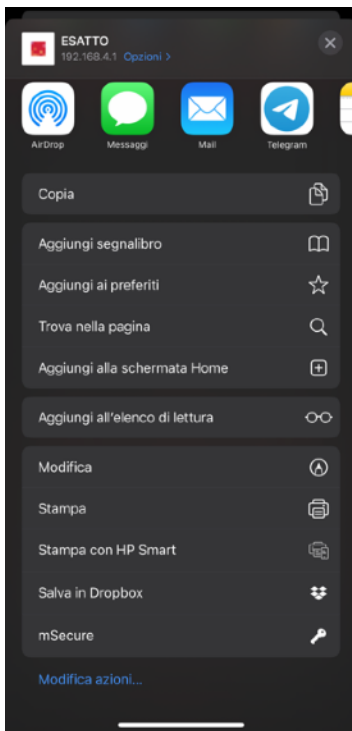 ESATTO
192.168.4.1 Opzioni >
AirDrop Messaggi Mail Telegram
Copia
Aggiungi segnalibro
Aggiungi ai preferiti
Trova nella pagina
Aggiungi alla schermata Home
Aggiungi all'elenco di lettura
Modifica
Stampa
Stampa con HP Smart
Salva in Dropbox
mSecure
Modifica azioni...